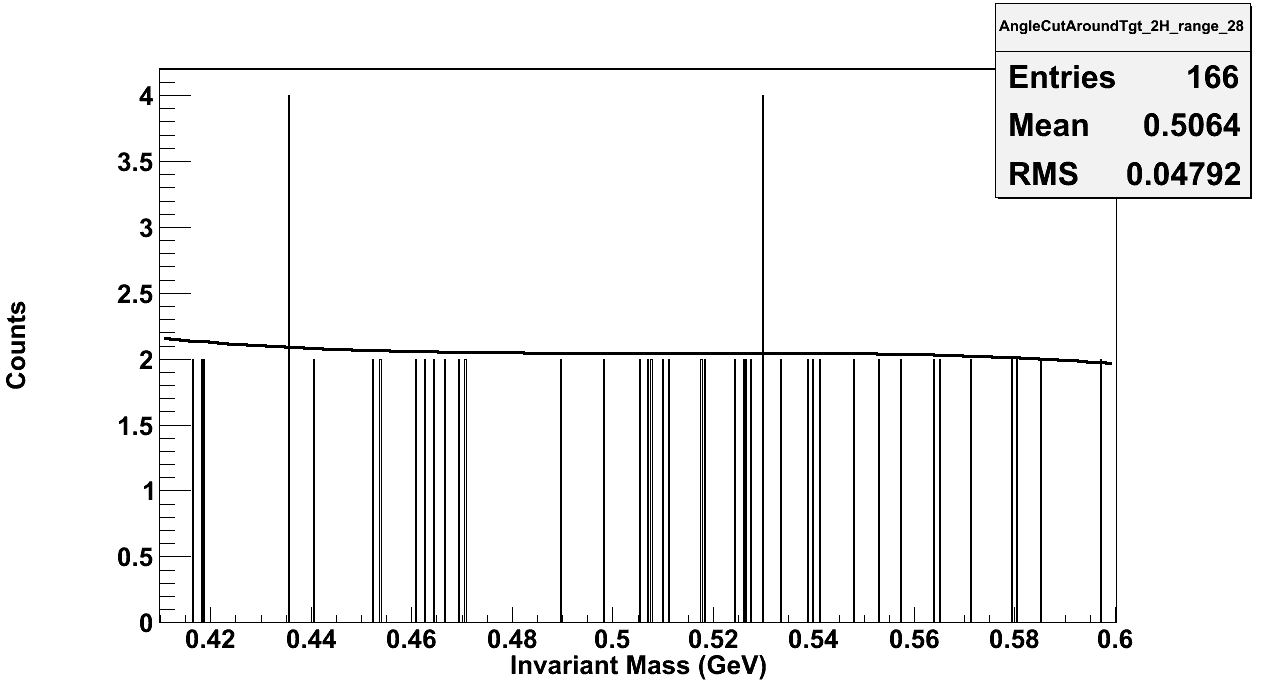 AngleCutAroundTgt_2H_range_28
Entries 166
Mean 0.5064
RMS 0.04792
4
3.5
3
2.5
2
1.5
1
0.5
0
Counts
0.42 0.44 0.46 0.48 0.5 0.52 0.54 0.56 0.58 0.6
Invariant Mass (GeV)